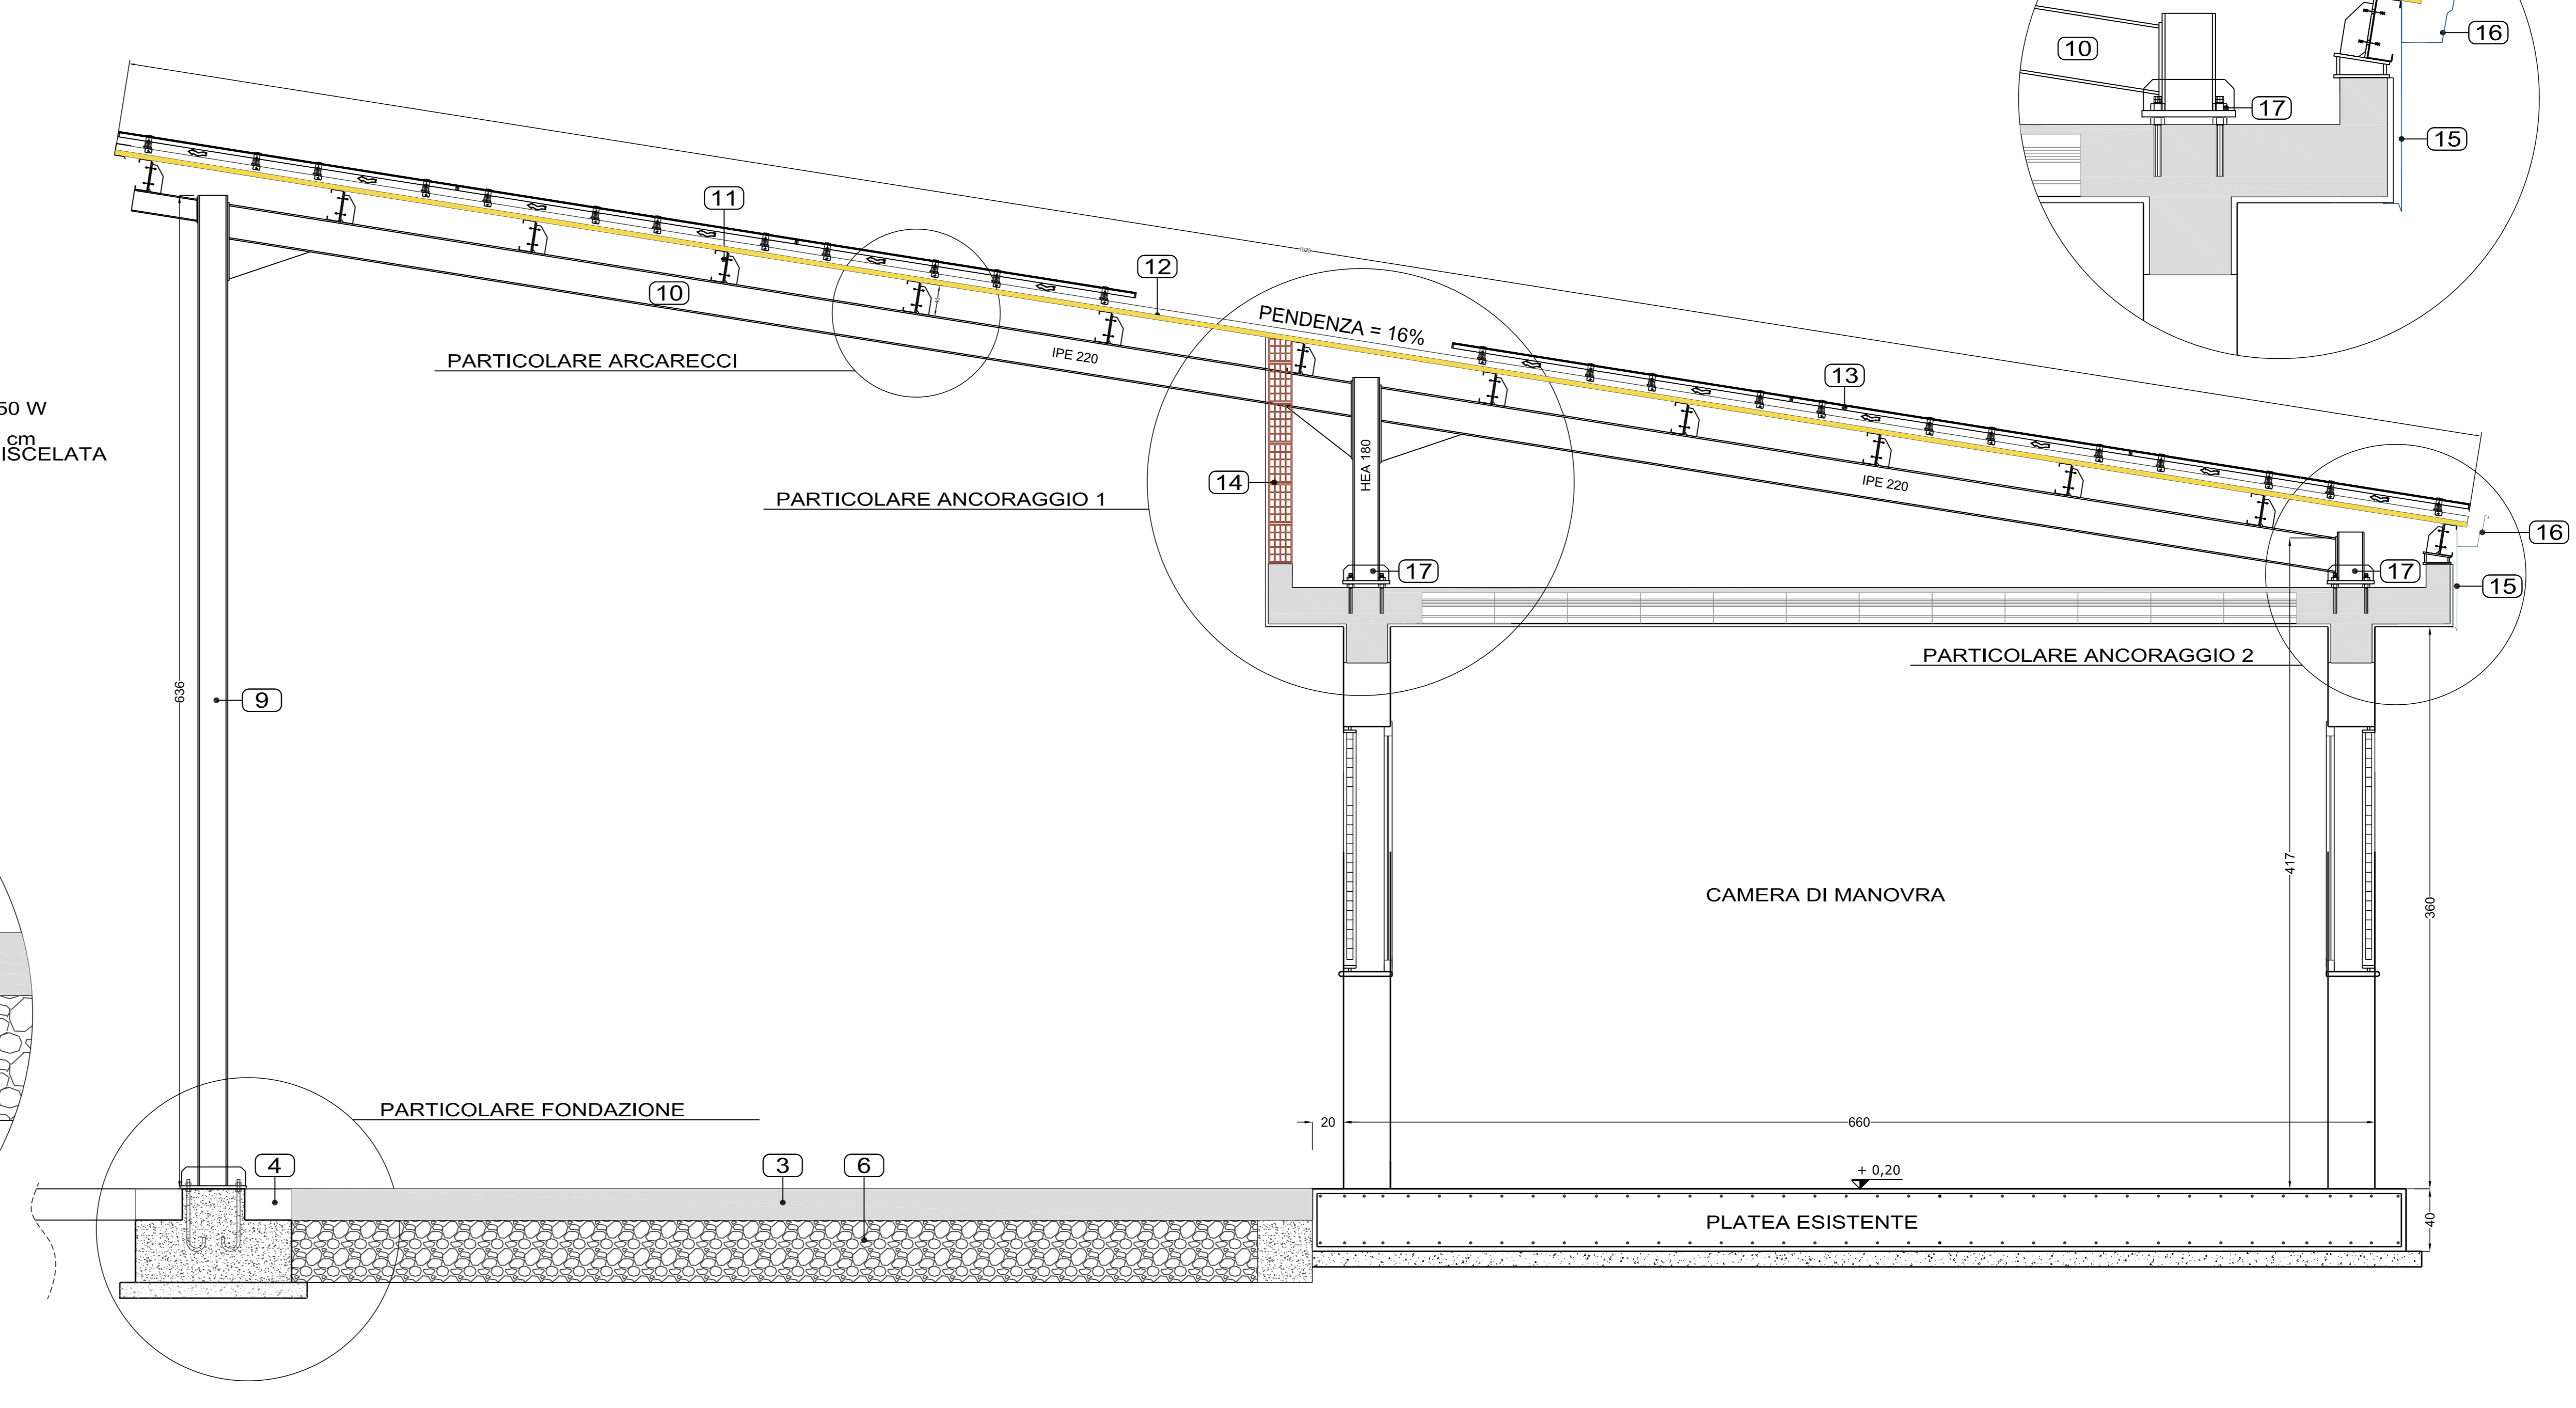 16
10
17
15
1525
11
12
10
PENDENZA = 16%
PARTICOLARE ARCARECCI
IPE 220
13
50 W
cm
ISCELATA
HEA 180
14
PARTICOLARE ANCORAGGIO 1
IPE 220
16
17
17
15
PARTICOLARE ANCORAGGIO 2
636
9
417
CAMERA DI MANOVRA
360
PARTICOLARE FONDAZIONE
20
660
4
3
6
+ 0,20
PLATEA ESISTENTE
40